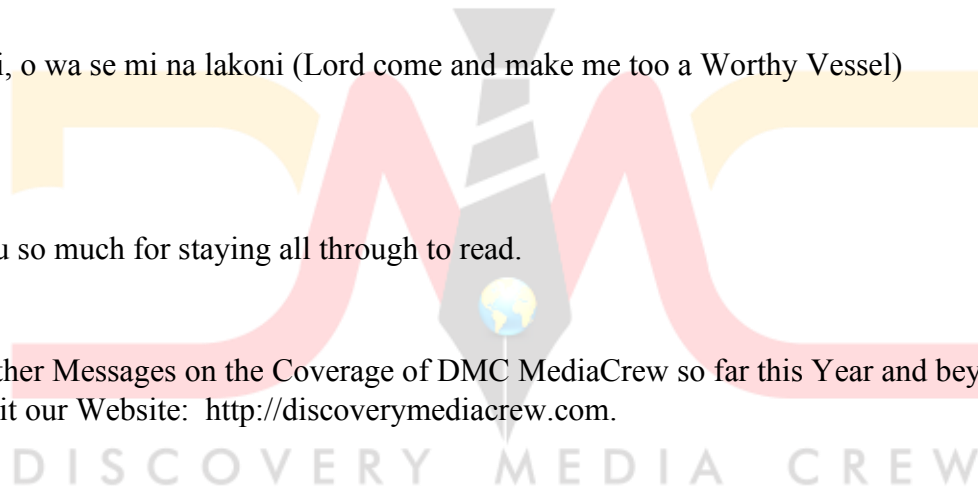 i, o wa se mi na lakoni (Lord come and make me too a Worthy Vessel)
u so much for staying all through to read.
ther Messages on the Coverage of DMC MediaCrew so far this Year and bey
it our Website:  http://discoverymediacrew.com.
DMC
DISCOVERY MEDIA CREW